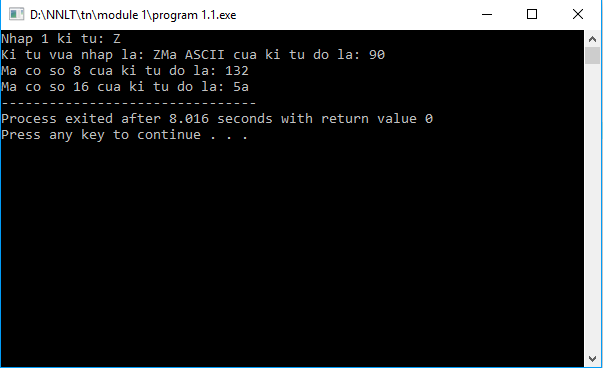 D:\NNLT\tn\module 1\program 1.1.exe
Nhap 1 ki tu: Z
Ki tu vua nhap la: ZMa ASCII cua ki tu do la: 90
Ma co so 8 cua ki tu do la: 132
Ma co so 16 cua ki tu do la: 5a
--------------------------------
Process exited after 8.016 seconds with return value 0
Press any key to continue . . .